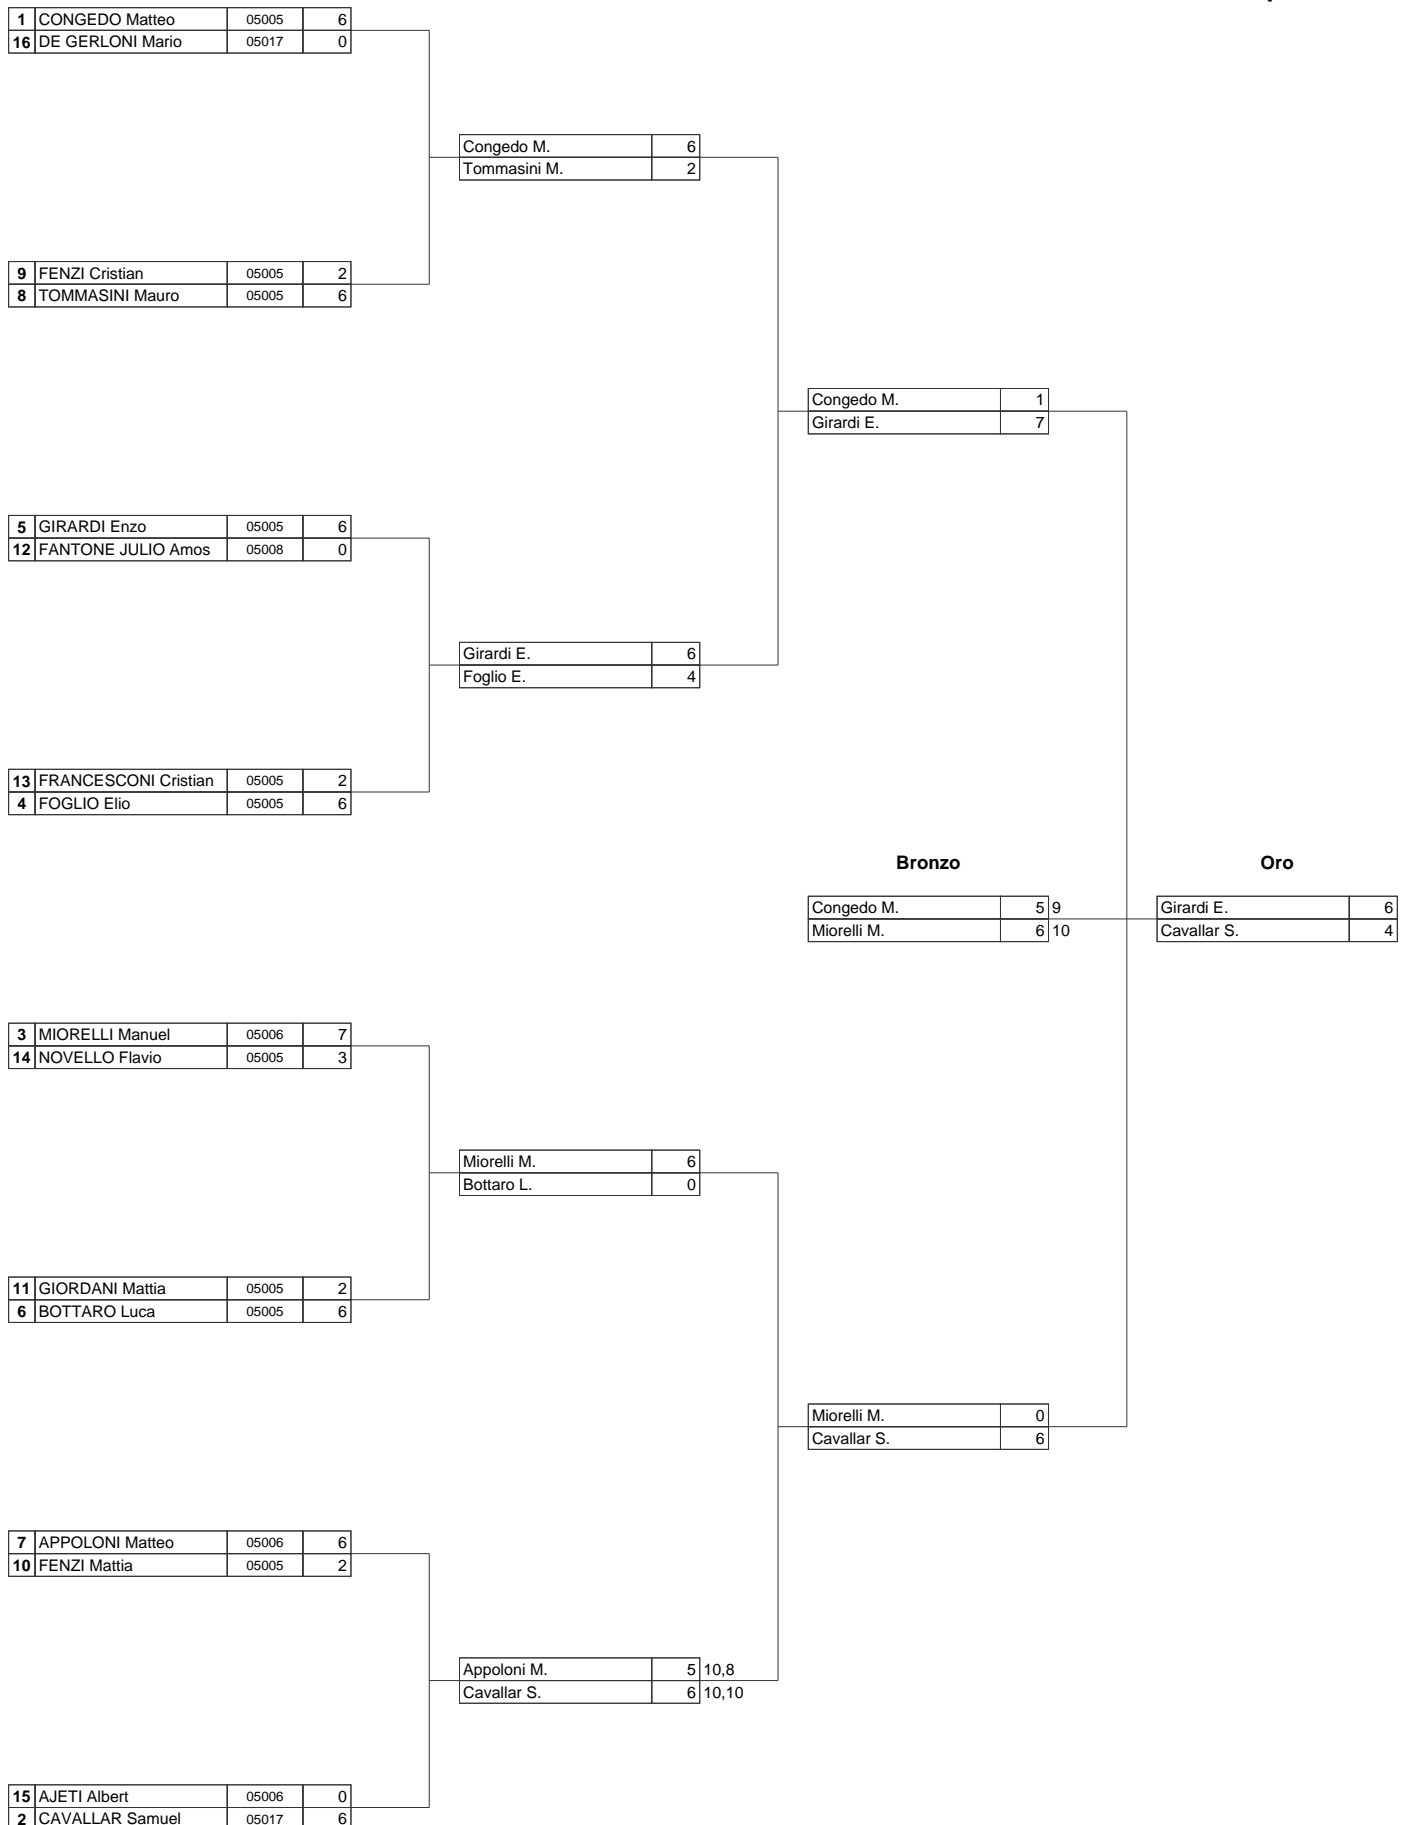 1 CONGEDO Matteo 05005 6
16 DE GERLONI Mario 05017 0
Congedo M. 6
Tommasini M. 2
9 FENZI Cristian 05005 2
8 TOMMASINI Mauro 05005 6
Congedo M. 1
Girardi E. 7
5 GIRARDI Enzo 05005 6
12 FANTONE JULIO Amos 05008 0
Girardi E. 6
Foglio E. 4
13 FRANCESCONI Cristian 05005 2
4 FOGLIO Elio 05005 6
Bronzo Oro
Congedo M. 5 9 Girardi E. 6
Miorelli M. 6 10 Cavallar S. 4
3 MIORELLI Manuel 05006 7
14 NOVELLO Flavio 05005 3
Miorelli M. 6
Bottaro L. 0
11 GIORDANI Mattia 05005 2
6 BOTTARO Luca 05005 6
Miorelli M. 0
Cavallar S. 6
7 APPOLONI Matteo 05006 6
10 FENZI Mattia 05005 2
Appoloni M. 5 10,8
Cavallar S. 6 10,10
15 AJETI Albert 05006 0
2 CAVALLAR Samuel 05017 6